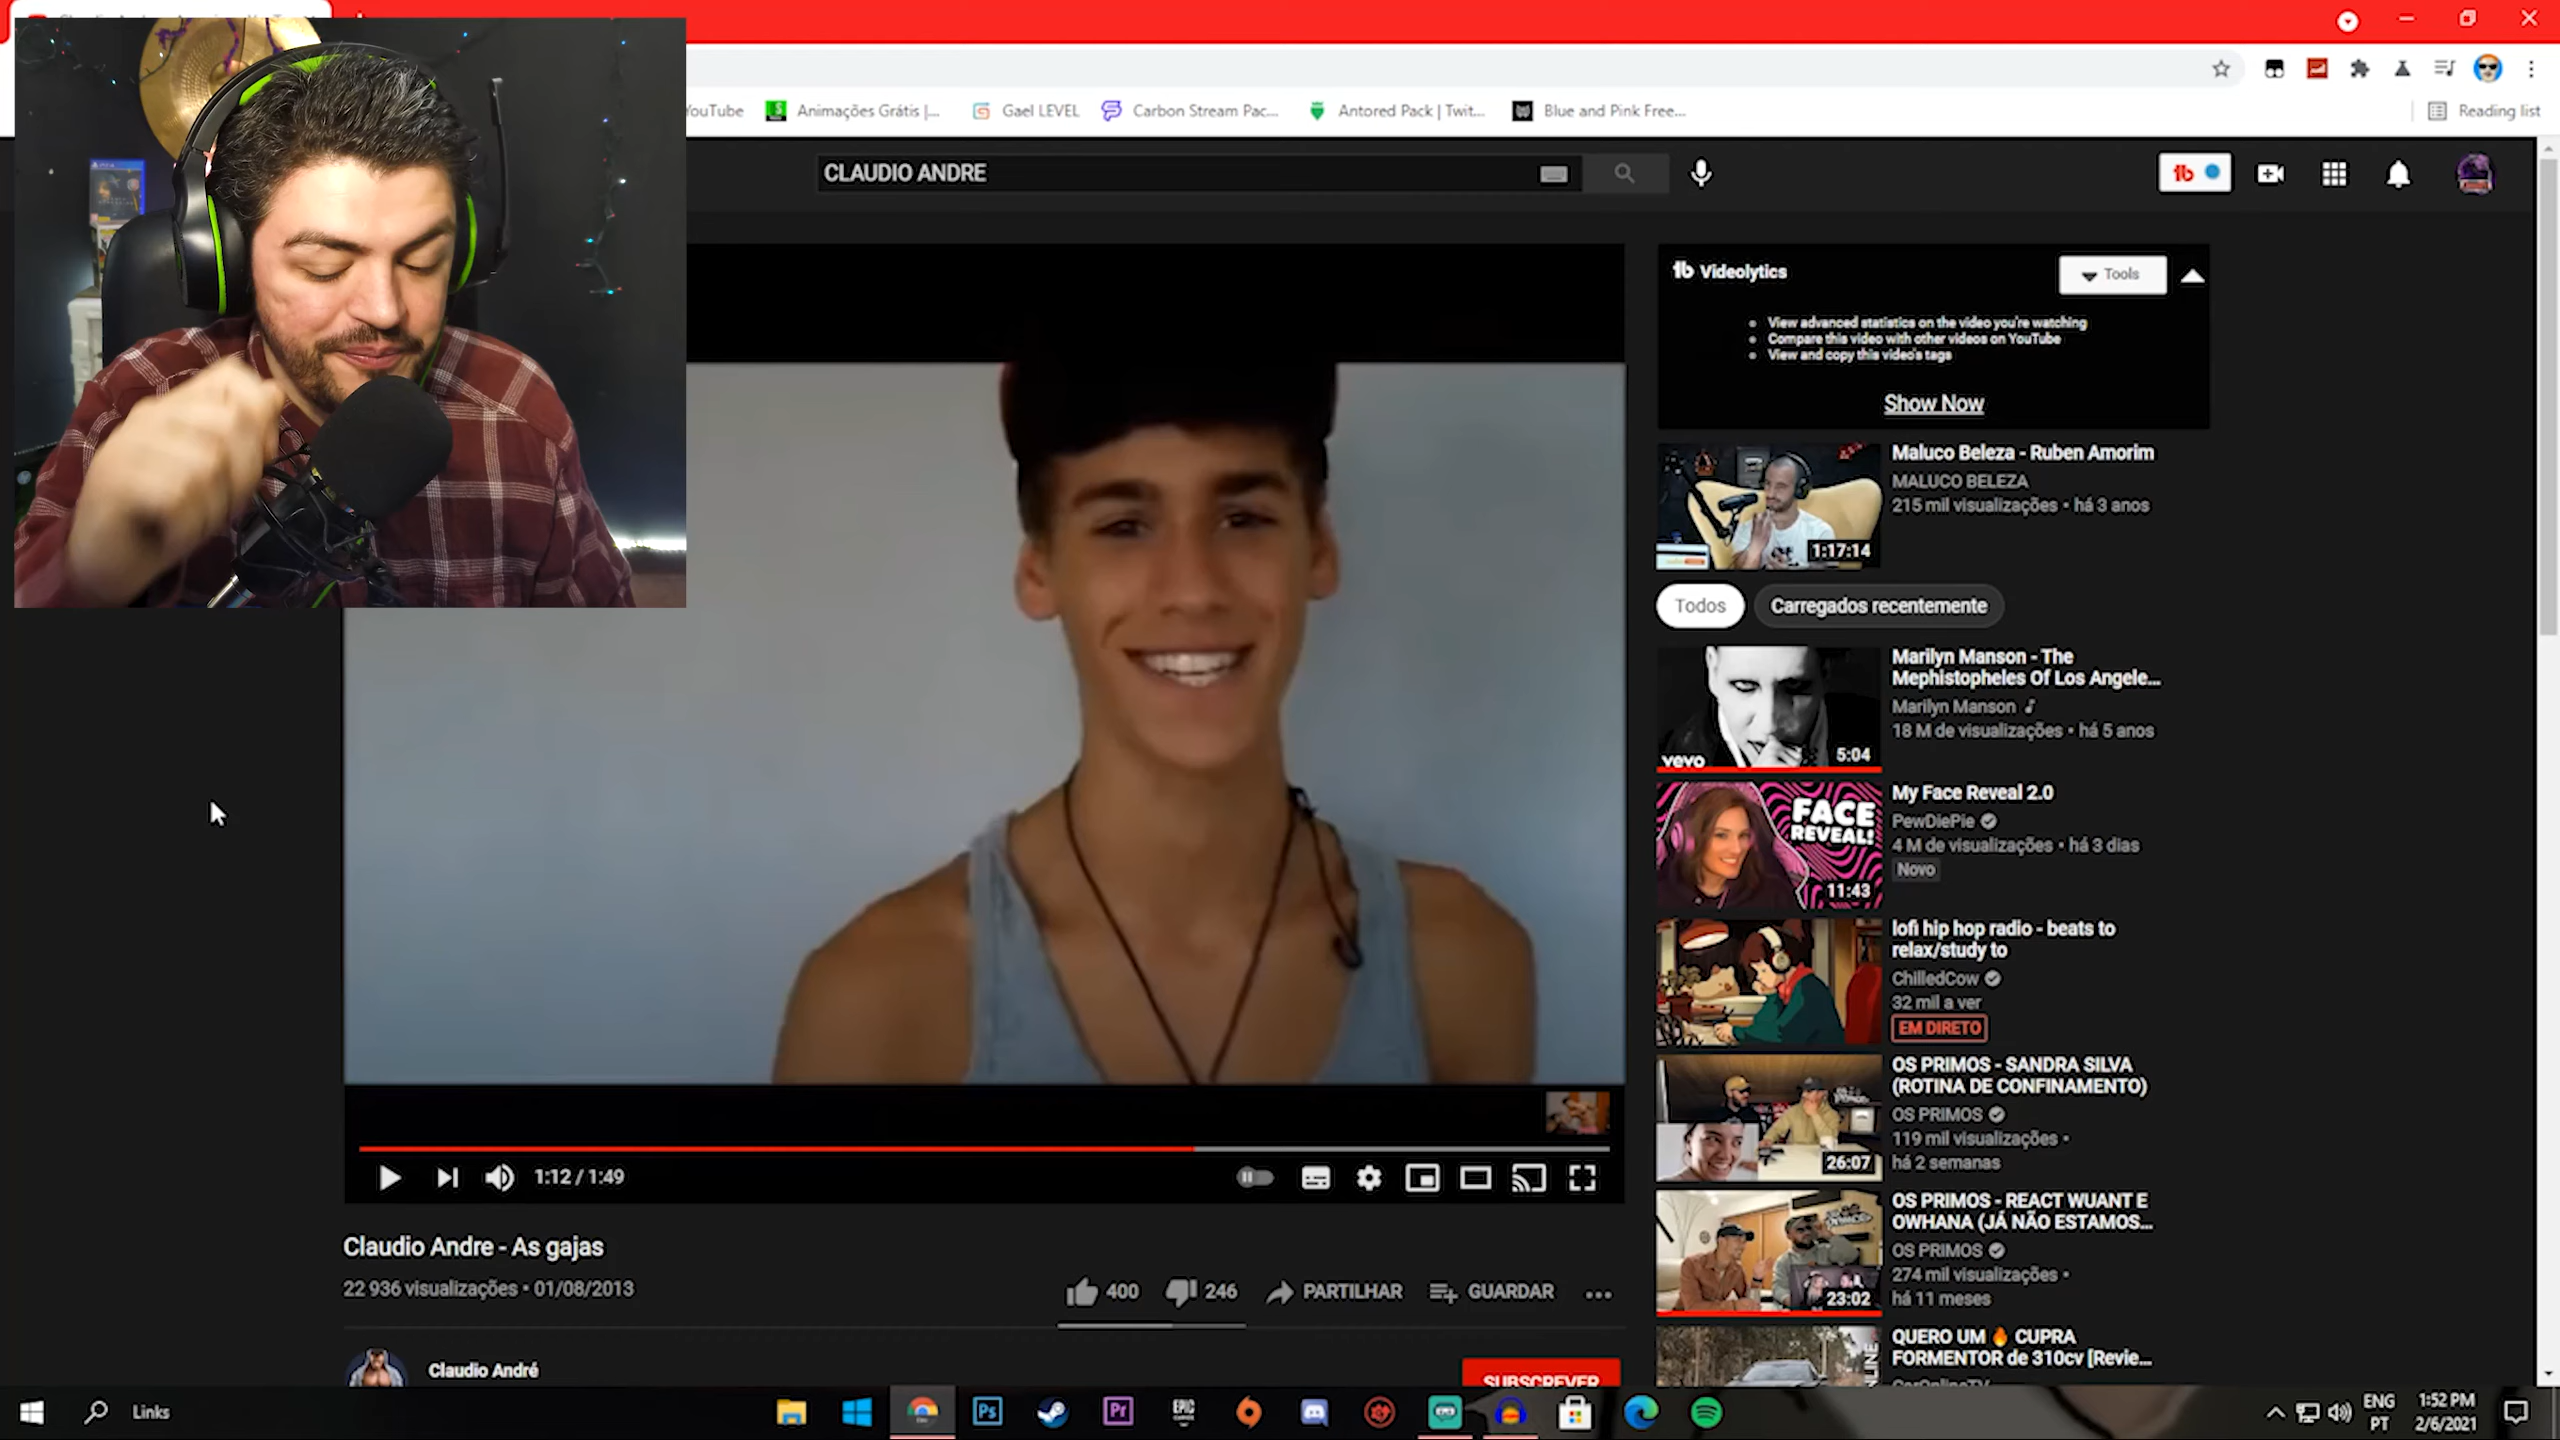 YouTube
Animações Grátis |...
Gael LEVEL
Carbon Stream Pac...
Antored Pack | Twit...
Blue and Pink Free...
Reading list
CLAUDIO ANDRE
tb
tb Videolytics
Tools
View advanced statistics on the video you're watching
Compare this video with other videos on YouTube
View and copy this video's tags
Show Now
Maluco Beleza - Ruben Amorim
MALUCO BELEZA
215 mil visualizações • há 3 anos
1:17:14
Todos
Carregados recentemente
Marilyn Manson - The
Mephistopheles Of Los Angele...
Marilyn Manson
18 M de visualizações • há 5 anos
vevo
5:04
FACE
REVEAL!
11:43
My Face Reveal 2.0
PewDiePie
4 M de visualizações • há 3 dias
Novo
lofi hip hop radio - beats to
relax/study to
ChilledCow
32 mil a ver
EM DIRETO
OS PRIMOS - SANDRA SILVA
(ROTINA DE CONFINAMENTO)
OS PRIMOS
119 mil visualizações •
há 2 semanas
26:07
OS PRIMOS - REACT WUANT E
OWHANA (JÁ NÃO ESTAMOS...
OS PRIMOS
274 mil visualizações •
há 11 meses
23:02
QUERO UM 🔥 CUPRA
FORMENTOR de 310cv [Revie...
1:12 / 1:49
Claudio Andre - As gajas
22 936 visualizações • 01/08/2013
400
246
PARTILHAR
GUARDAR
Claudio André
SUBSCREVER
Links
Ps
Pr
EPIC
GAMES
ENG
PT
1:52 PM
2/6/2021